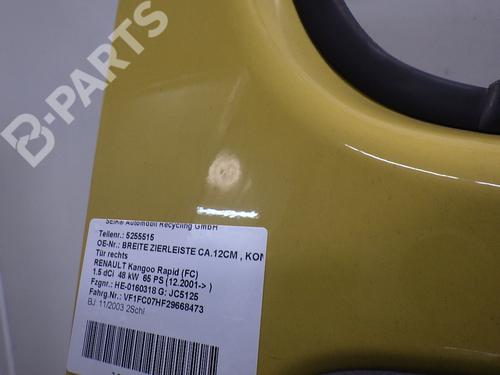 B-PARTS
Automobil Recycling GmbH
Teilenr.: 5255515
OE-Nr.: BREITE ZIERLEISTE CA.12CM , KON
Tür rechts
RENAULT Kangoo Rapid (FC)
1.5 dCi 48 kW 65 PS (12.2001-> )
Fzgnr.: HE-0160318 G; JC5125
Fahrg.Nr.: VF1FC07HF29668473
BJ: 11/2003 2Schl